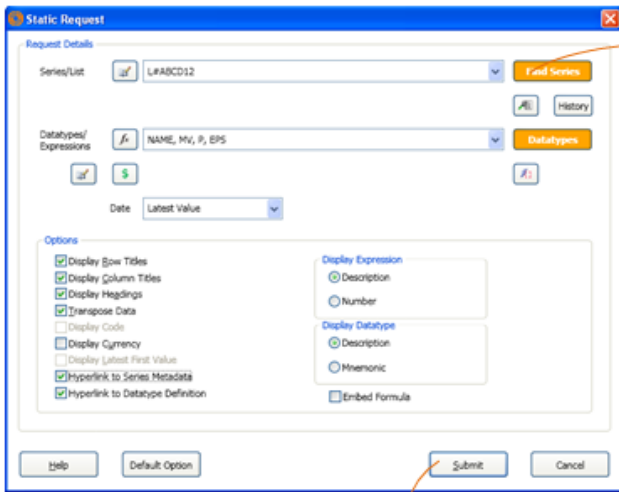 Static Request
Request Details
Series/List L#ABCD12 Find Series
History
Datatypes/
Expressions fx NAME, MV, P, EPS Datatypes
$
Date Latest Value
Options
Display Row Titles
Display Column Titles
Display Headings
Transpose Data
Display Code
Display Currency
Display Latest First Value
Hyperlink to Series Metadata
Hyperlink to Datatype Definition
Display Expression
Description
Number
Display Datatype
Description
Mnemonic
Embed Formula
Help Default Option Submit Cancel